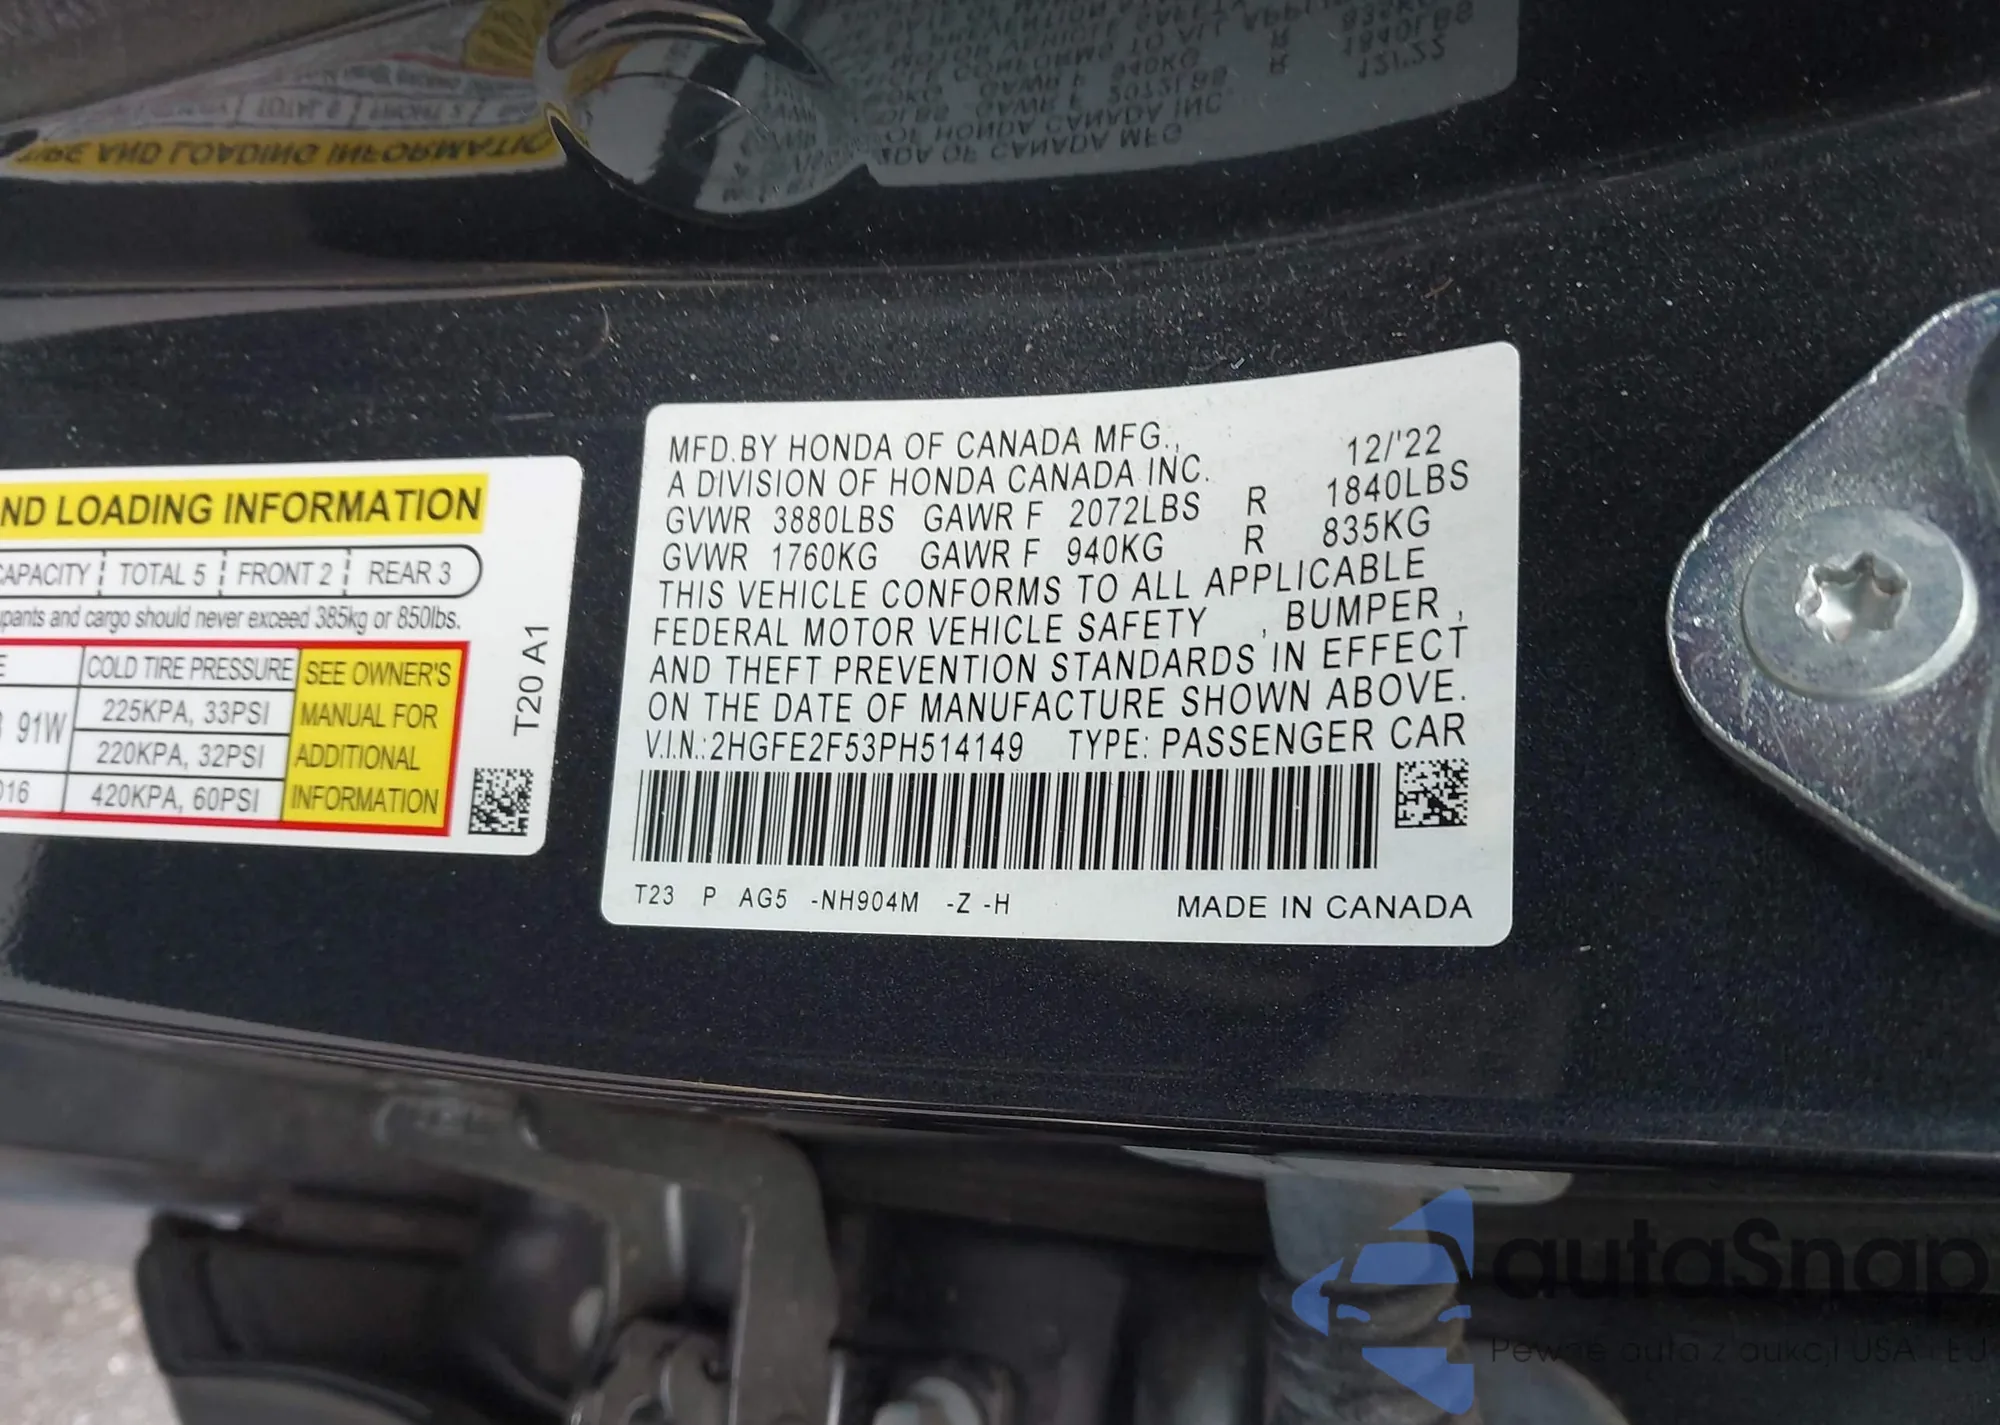 ND LOADING INFORMATION
CAPACITY TOTAL 5 FRONT 2 REAR 3
pants and cargo should never exceed 385kg or 850lbs.
E COLD TIRE PRESSURE SEE OWNER'S
91W 225KPA, 33PSI MANUAL FOR
220KPA, 32PSI ADDITIONAL
016 420KPA, 60PSI INFORMATION
T20 A1
MFD.BY HONDA OF CANADA MFG., 12/'22
A DIVISION OF HONDA CANADA INC.
GVWR 3880LBS GAWR F 2072LBS R 1840LBS
GVWR 1760KG GAWR F 940KG R 835KG
THIS VEHICLE CONFORMS TO ALL APPLICABLE
FEDERAL MOTOR VEHICLE SAFETY , BUMPER ,
AND THEFT PREVENTION STANDARDS IN EFFECT
ON THE DATE OF MANUFACTURE SHOWN ABOVE.
V.I.N.:2HGFE2F53PH514149 TYPE: PASSENGER CAR
T23 P AG5 -NH904M -Z -H MADE IN CANADA
autaSnap
Pewne auta z aukcji USA i EU